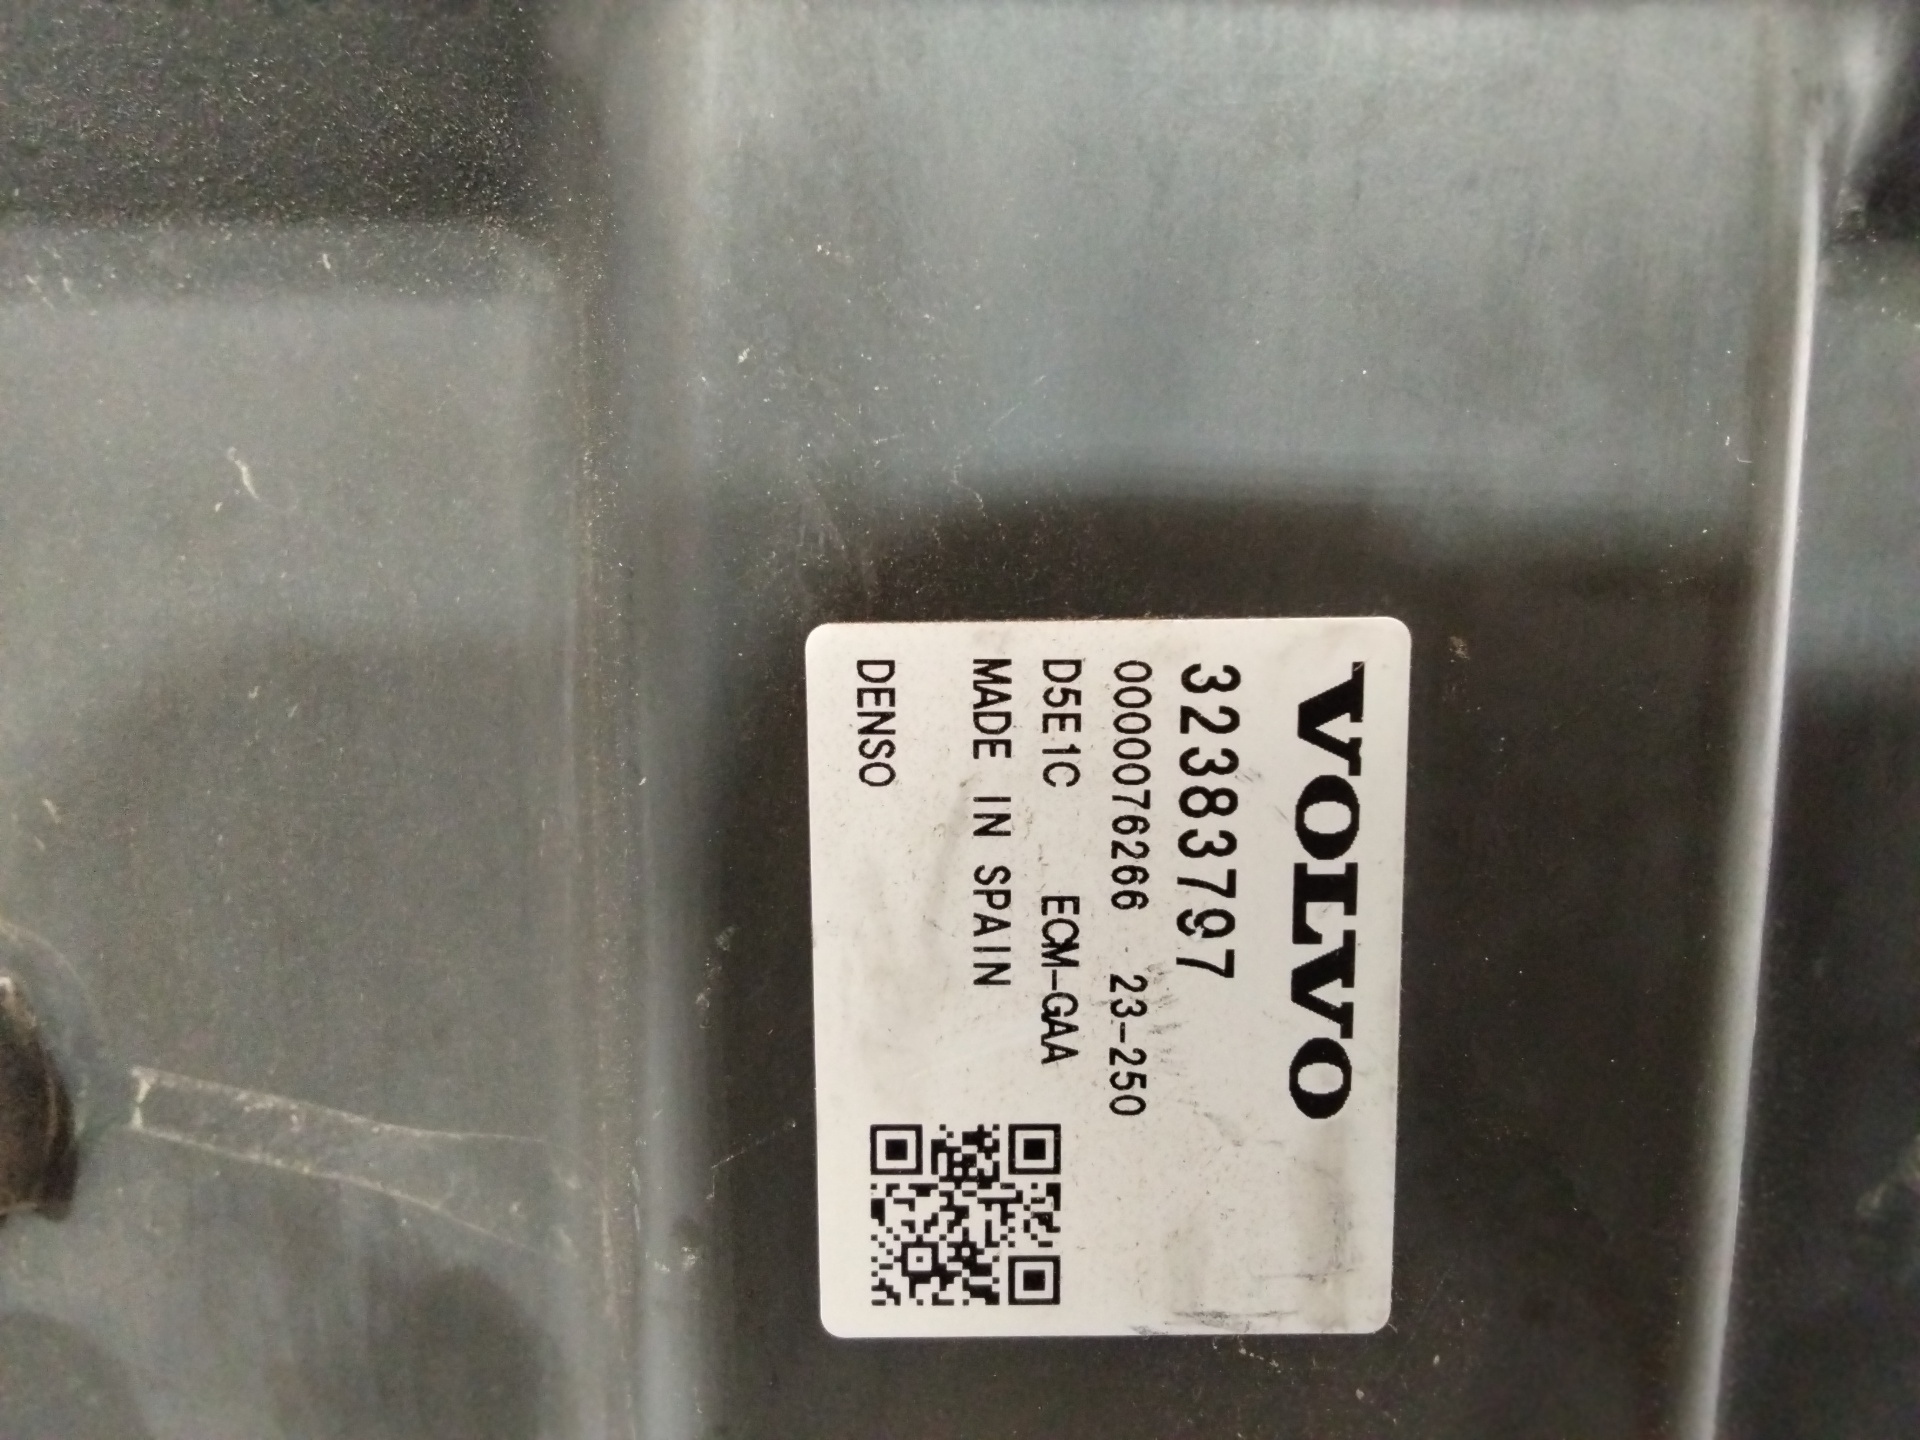 VOLVO
32383797
0000076266 23-250
D5E1C ECM-GAA
MADE IN SPAIN
DENSO